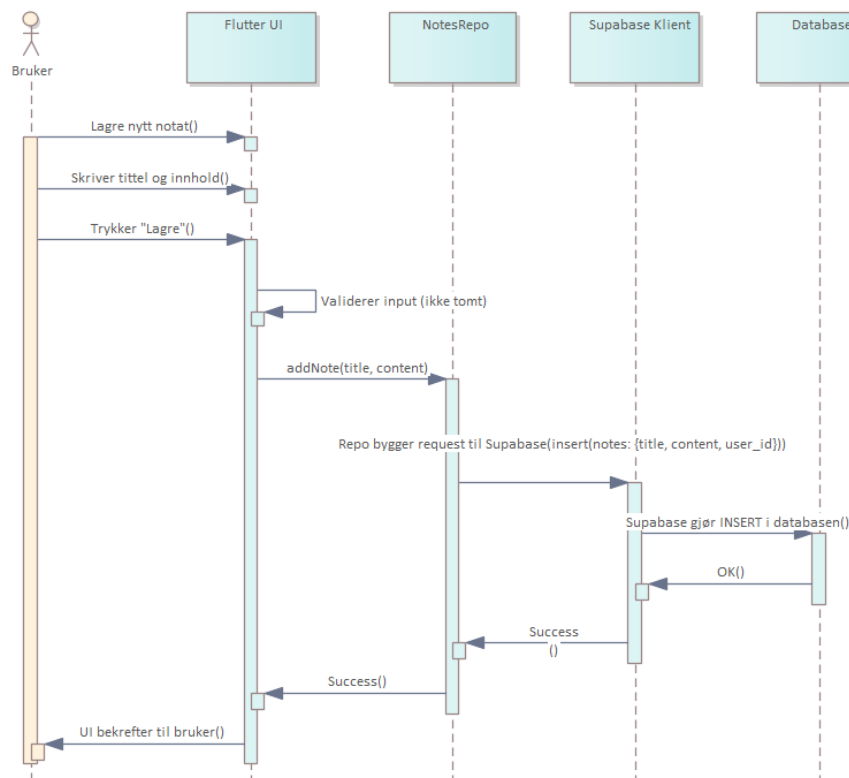 Flutter UI
NotesRepo
Supabase Klient
Database
Bruker
Lagre nytt notat()
Skriver tittel og innhold()
Trykker "Lagre"()
Validerer input (ikke tomt)
addNote(title, content)
Repo bygger request til Supabase(insert(notes: {title, content, user_id}))
Supabase gjør INSERT i databasen()
OK()
Success
()
Success()
UI bekrefter til bruker()